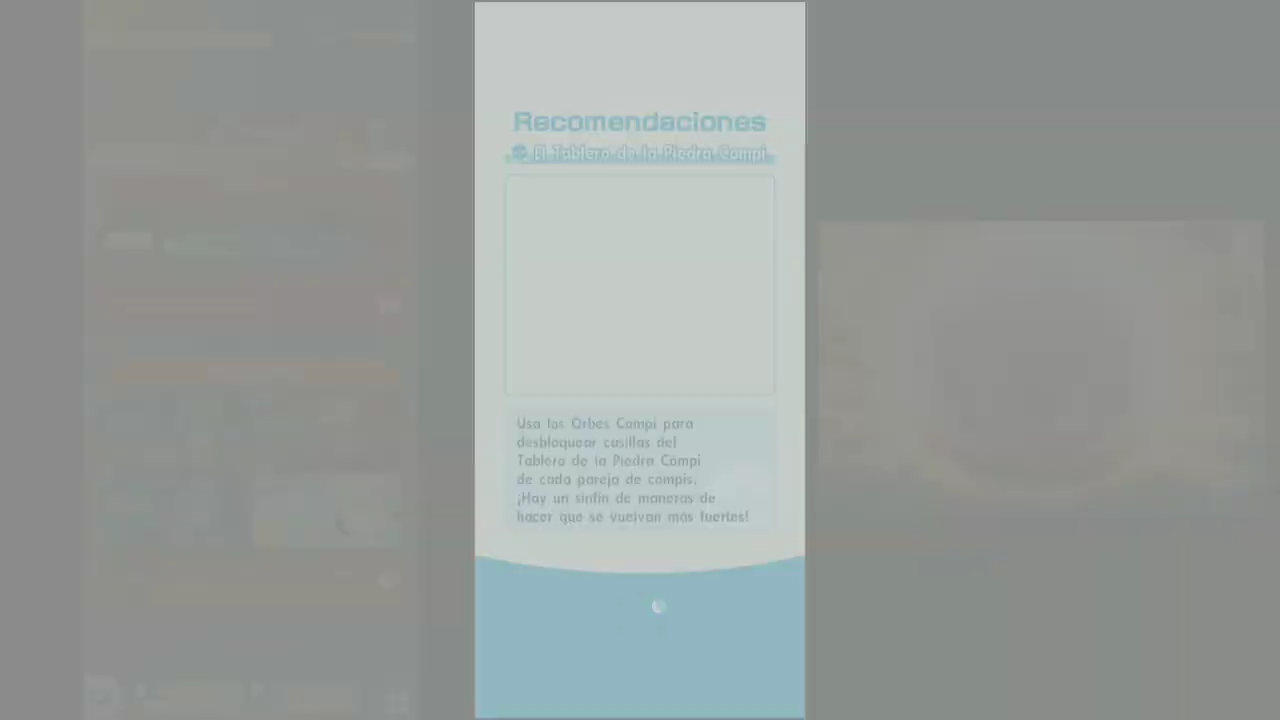 Recomendaciones
El Tablero de la Piedra Compi
Usa los Orbes Compi para
desbloquear casillas del
Tablero de la Piedra Compi
de cada pareja de compis.
¡Hay un sinfín de maneras de
hacer que se vuelvan más fuertes!